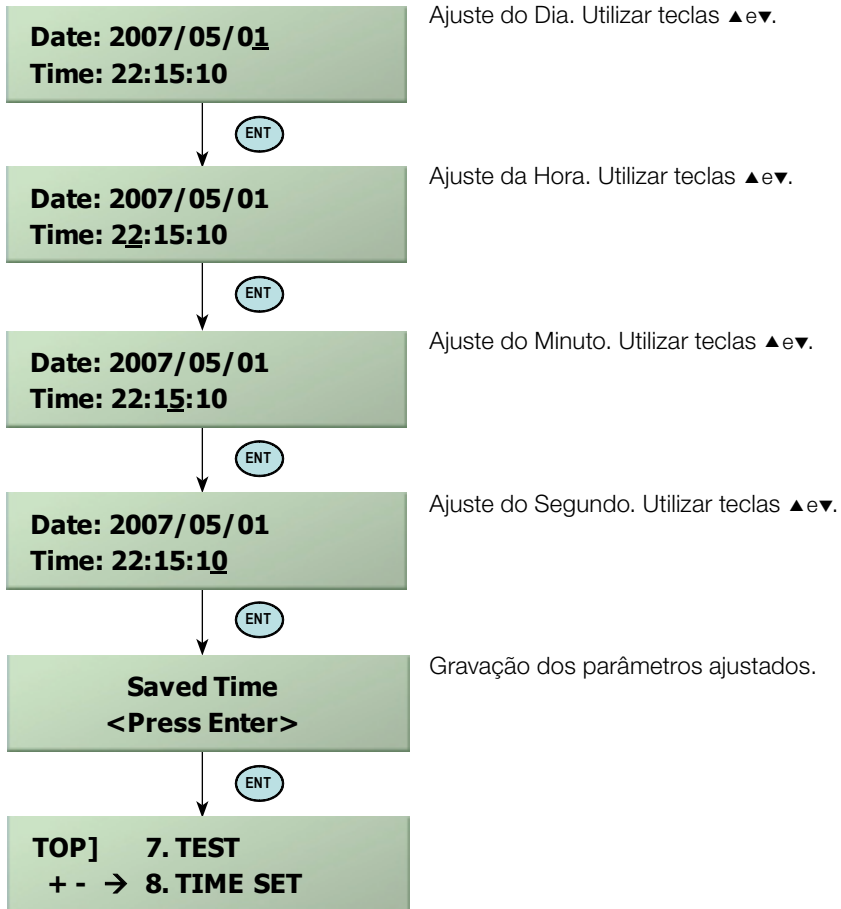 Date: 2007/05/01
Time: 22:15:10
Ajuste do Dia. Utilizar teclas ▲e▼.
ENT
Date: 2007/05/01
Time: 22:15:10
Ajuste da Hora. Utilizar teclas ▲e▼.
ENT
Date: 2007/05/01
Time: 22:15:10
Ajuste do Minuto. Utilizar teclas ▲e▼.
ENT
Date: 2007/05/01
Time: 22:15:10
Ajuste do Segundo. Utilizar teclas ▲e▼.
ENT
Saved Time
<Press Enter>
Gravação dos parâmetros ajustados.
ENT
TOP] 7. TEST
+ - → 8. TIME SET